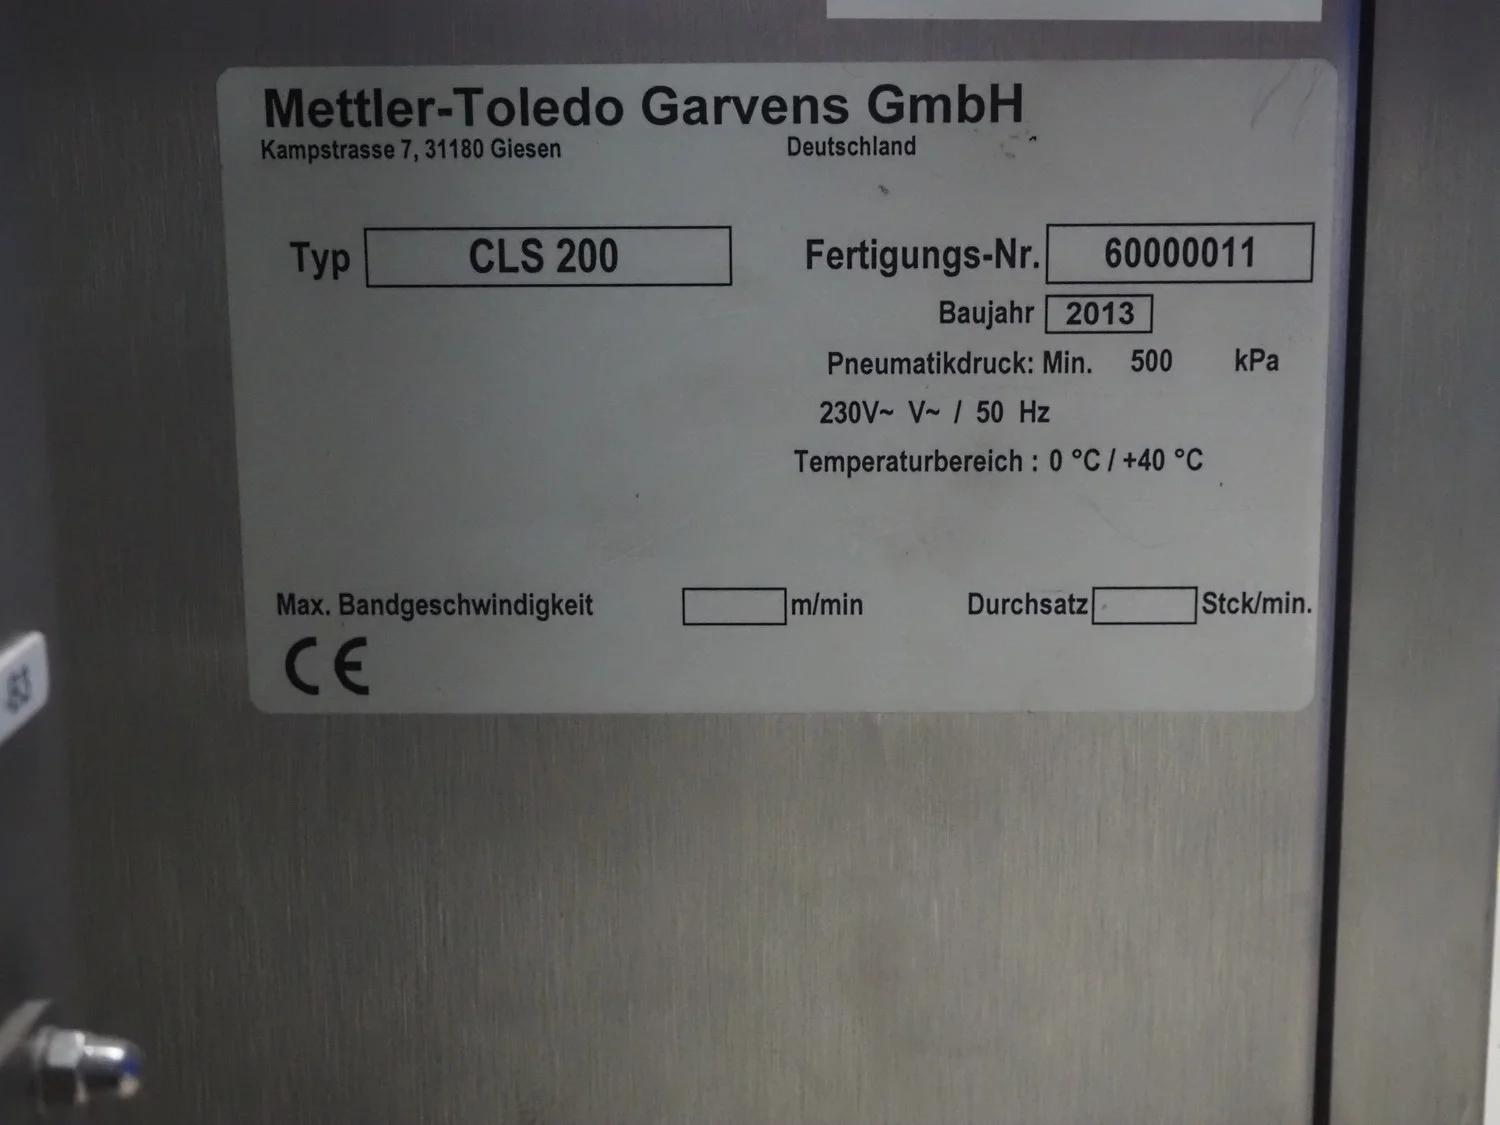 Mettler-Toledo Garvens GmbH
Kampstrasse 7, 31180 Giesen Deutschland
Typ CLS 200 Fertigungs-Nr. 60000011
Baujahr 2013
Pneumatikdruck: Min. 500 kPa
230V~ V~ / 50 Hz
Temperaturbereich : 0 °C / +40 °C
Max. Bandgeschwindigkeit m/min Durchsatz Stck/min.
CE